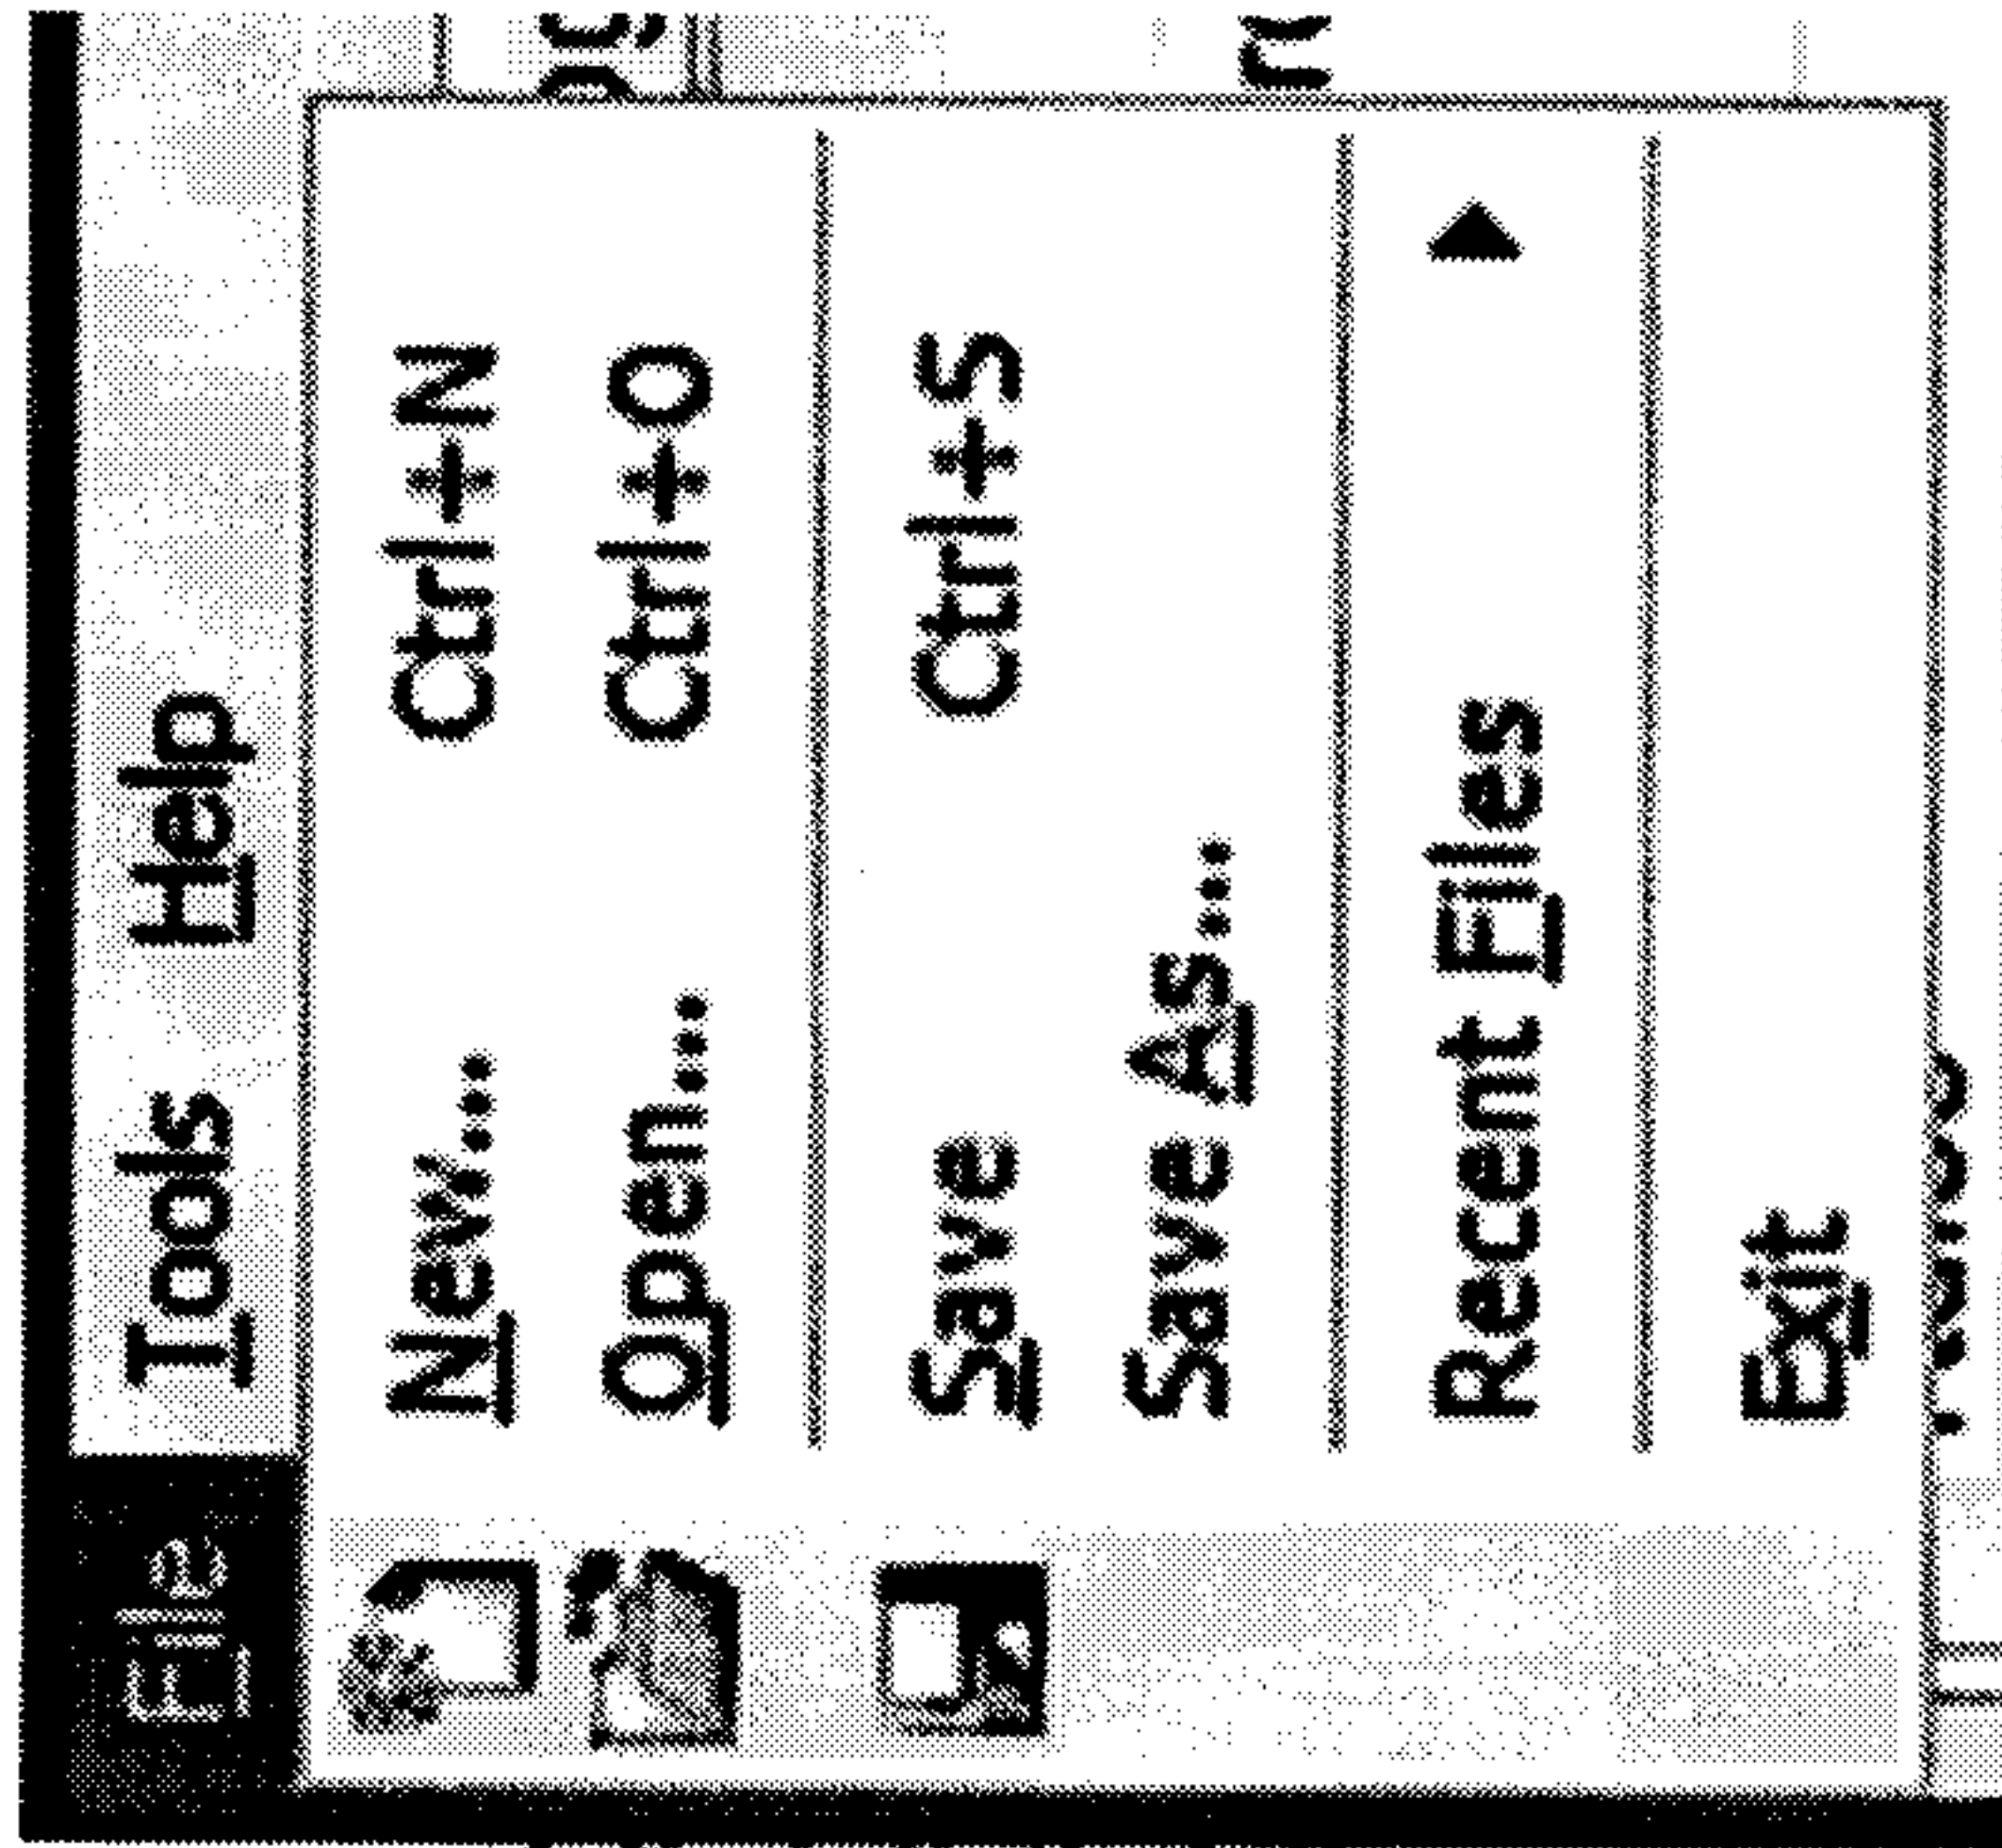 File Tools Help
New... Ctrl+N
Open... Ctrl+O
Save Ctrl+S
Save As...
Recent Files
Exit